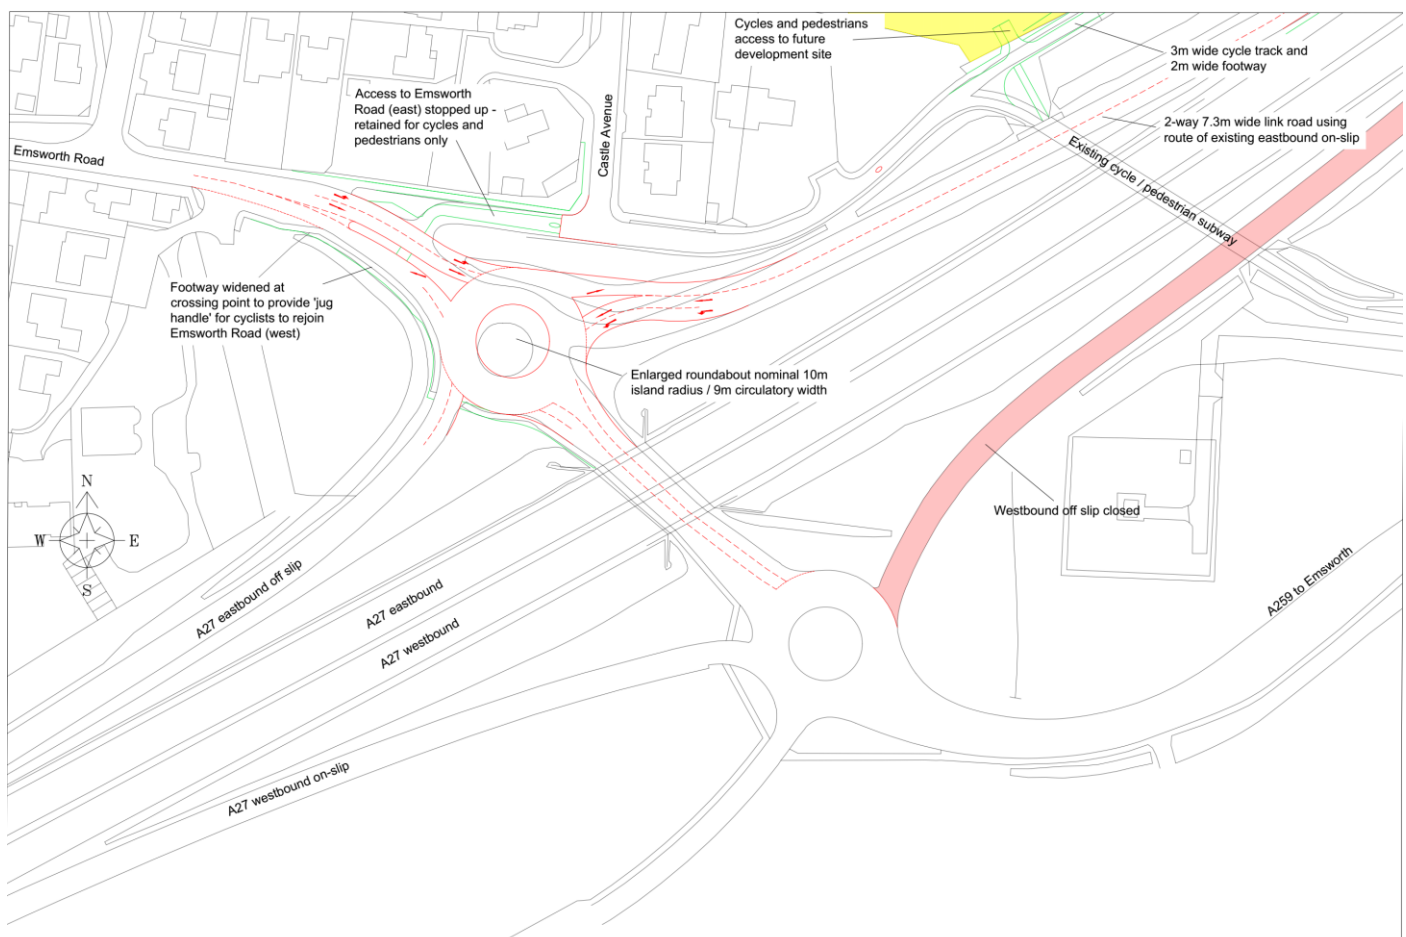 Cycles and pedestrians
access to future
development site
3m wide cycle track and
2m wide footway
Access to Emsworth
Road (east) stopped up -
retained for cycles and
pedestrians only
Castle Avenue
2-way 7.3m wide link road using
route of existing eastbound on-slip
Emsworth Road
Existing cycle / pedestrian subway
Footway widened at
crossing point to provide 'jug
handle' for cyclists to rejoin
Emsworth Road (west)
Enlarged roundabout nominal 10m
island radius / 9m circulatory width
N
W
E
S
Westbound off slip closed
A27 eastbound off slip
A27 eastbound
A27 westbound
A259 to Emsworth
A27 westbound on-slip